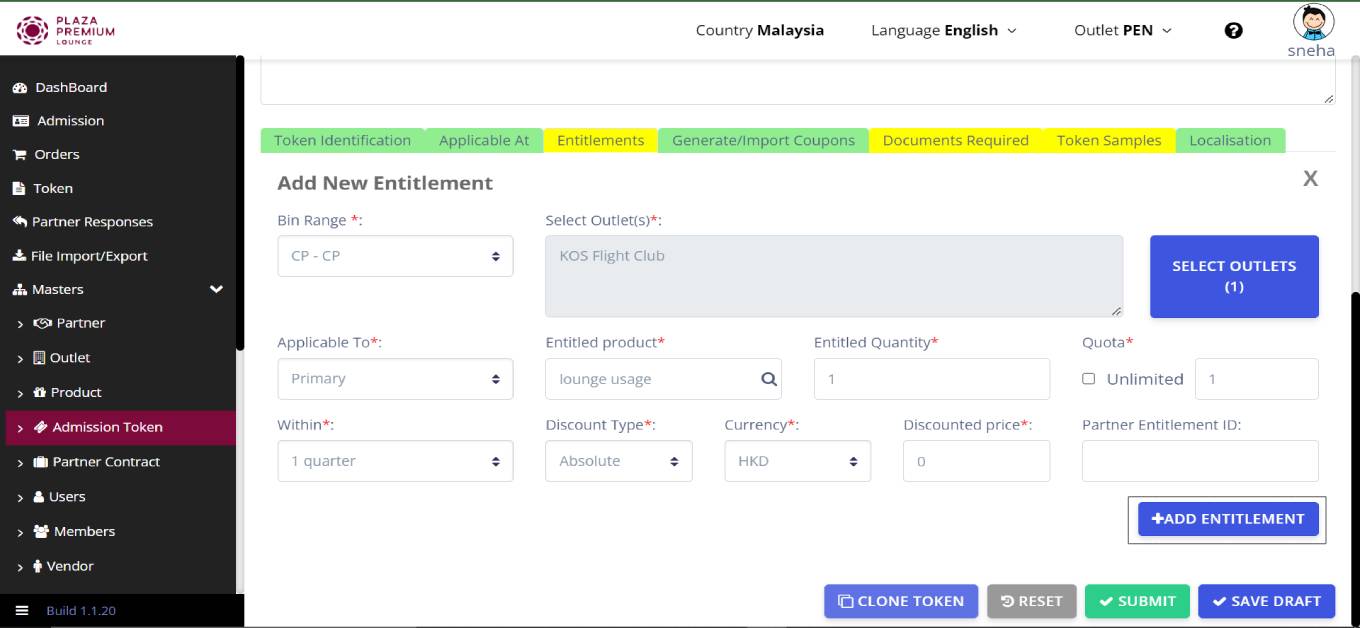 PLAZA
PREMIUM
LOUNGE
Country Malaysia
Language English
Outlet PEN
sneha
DashBoard
Admission
Orders
Token
Partner Responses
File Import/Export
Masters
Partner
Outlet
Product
Admission Token
Partner Contract
Users
Members
Vendor
Build 1.1.20
Token Identification
Applicable At
Entitlements
Generate/Import Coupons
Documents Required
Token Samples
Localisation
Add New Entitlement
X
Bin Range *:
CP - CP
Select Outlet(s)*:
KOS Flight Club
SELECT OUTLETS
(1)
Applicable To*:
Primary
Entitled product*
lounge usage
Entitled Quantity*
1
Quota*
Unlimited
1
Within*:
1 quarter
Discount Type*:
Absolute
Currency*:
HKD
Discounted price*:
0
Partner Entitlement ID:
+ADD ENTITLEMENT
CLONE TOKEN
RESET
SUBMIT
SAVE DRAFT